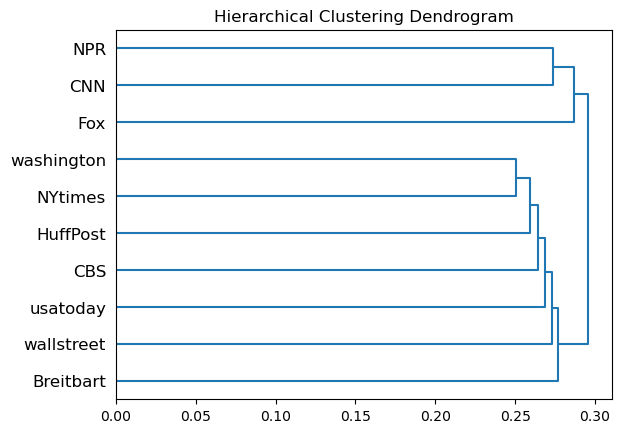 Hierarchical Clustering Dendrogram
NPR
CNN
Fox
washington
NYtimes
HuffPost
CBS
usatoday
wallstreet
Breitbart
0.00 0.05 0.10 0.15 0.20 0.25 0.30